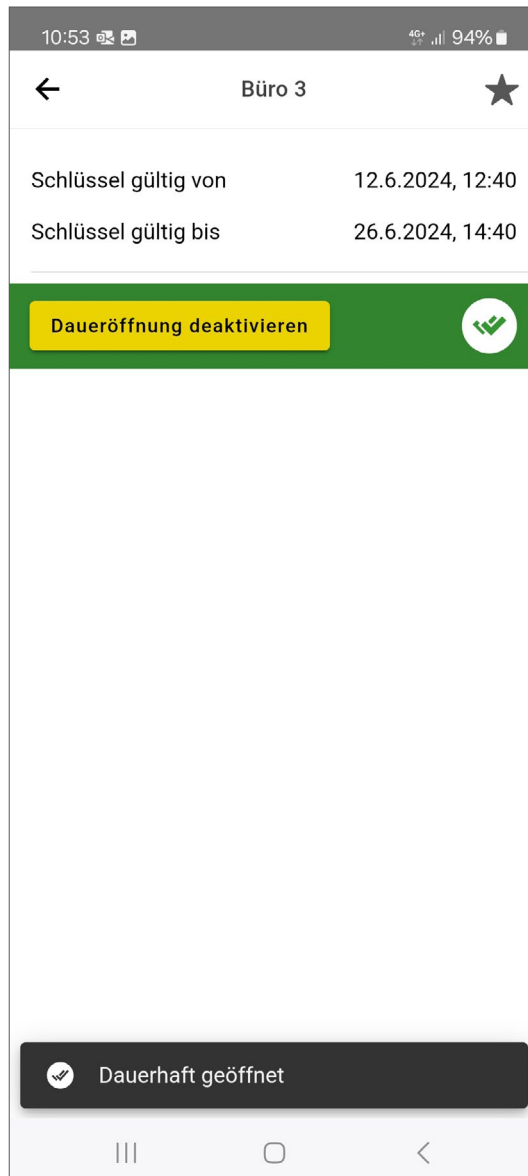 10:53 4G+ 94%
Büro 3
Schlüssel gültig von 12.6.2024, 12:40
Schlüssel gültig bis 26.6.2024, 14:40
Daueröffnung deaktivieren
Dauerhaft geöffnet